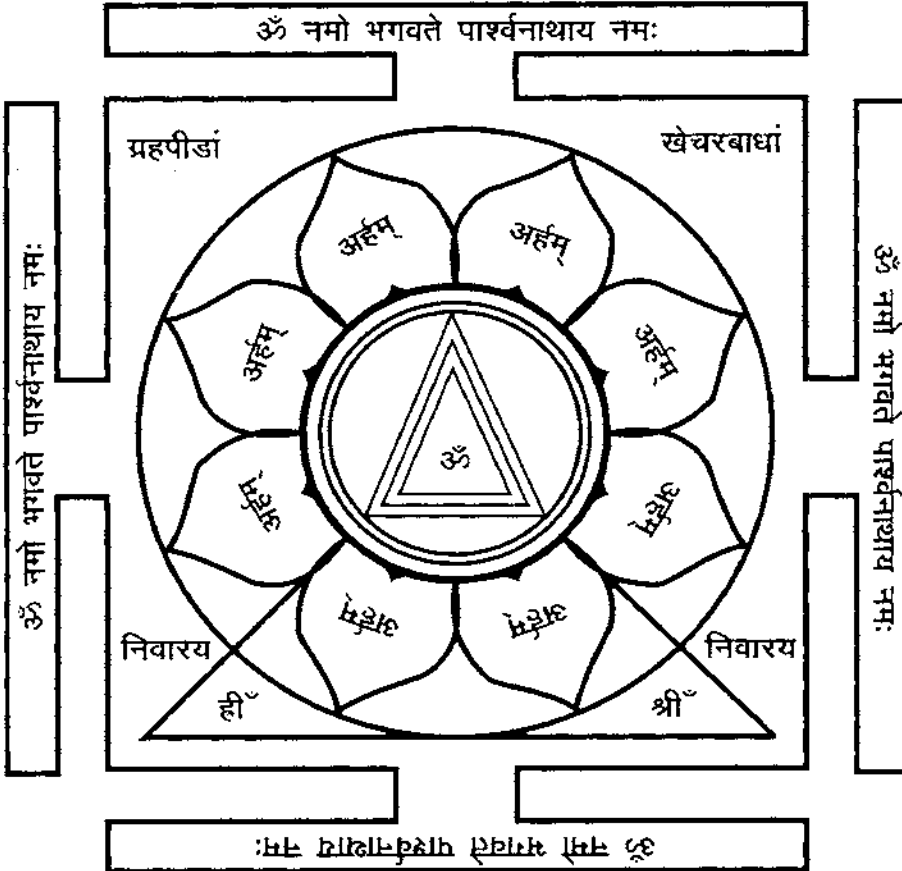 ॐ नमो भगवते पार्श्वनाथाय नमः
ग्रहपीडां
खेचरबाधां
अर्हम्
अर्हम्
अर्हम्
अर्हम्
ॐ नमो भगवते पार्श्वनाथाय नमः
ॐ नमो भगवते पार्श्वनाथाय नमः
ॐ
अर्हम्
अर्हम्
अर्हम्
अर्हम्
निवारय
निवारय
ह्रीँ
श्रीँ
ॐ नमो भगवते पार्श्वनाथाय नमः